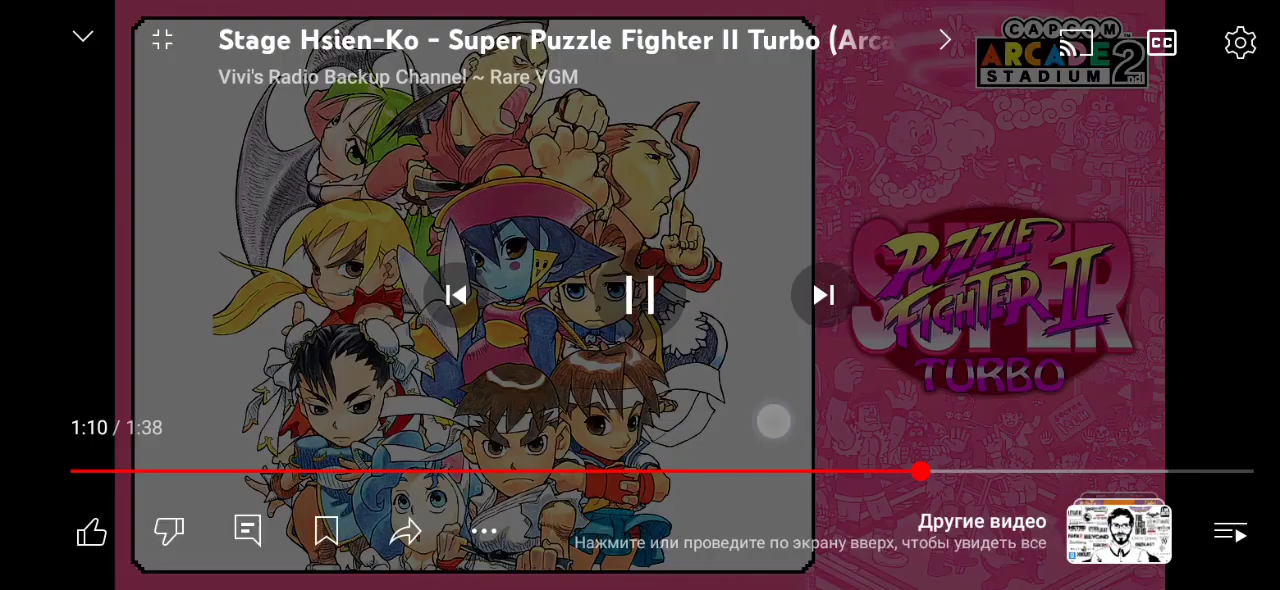 Stage Hsien-Ko - Super Puzzle Fighter II Turbo (Arca
Vivi's Radio Backup Channel ~ Rare VGM
CC
CAPCOM
ARCADE
STADIUM 2
SUPER
PUZZLE
FIGHTER II
TURBO
1:10 / 1:38
Другие видео
Нажмите или проведите по экрану вверх, чтобы увидеть все